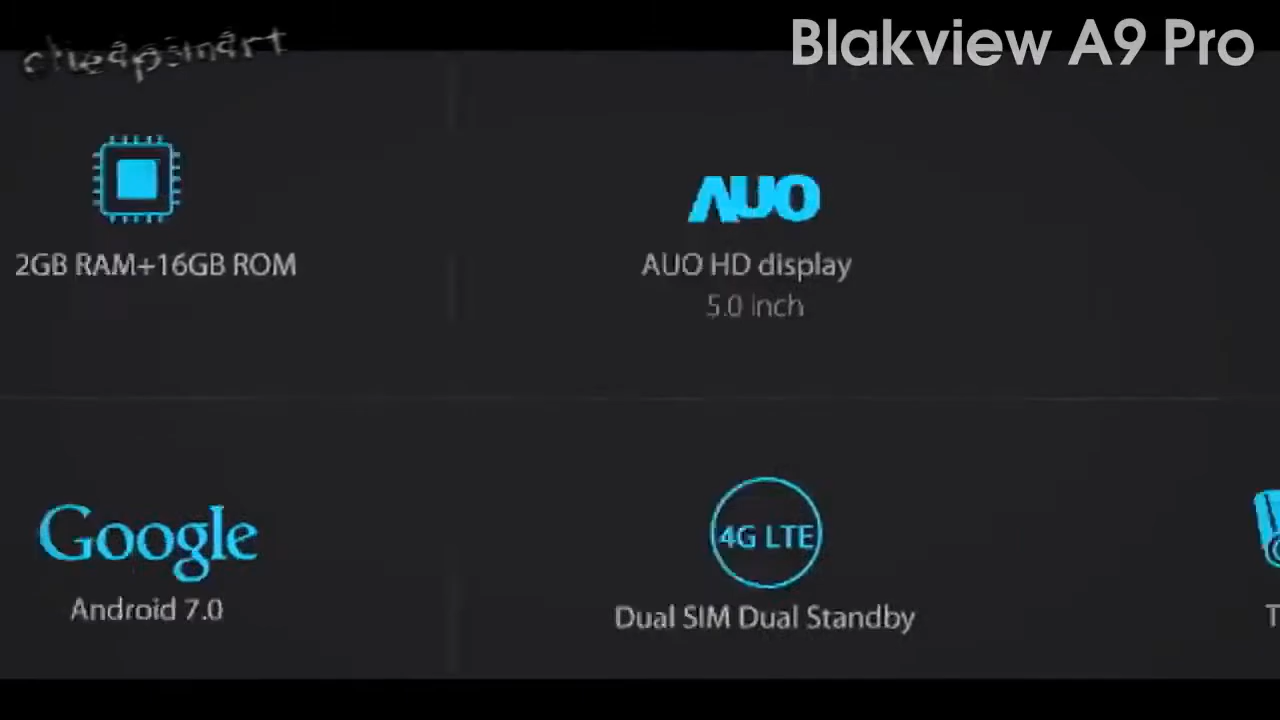 cheapsmart
Blakview A9 Pro
2GB RAM+16GB ROM
AUO
AUO HD display
5.0 inch
Google
Android 7.0
4G LTE
Dual SIM Dual Standby
T